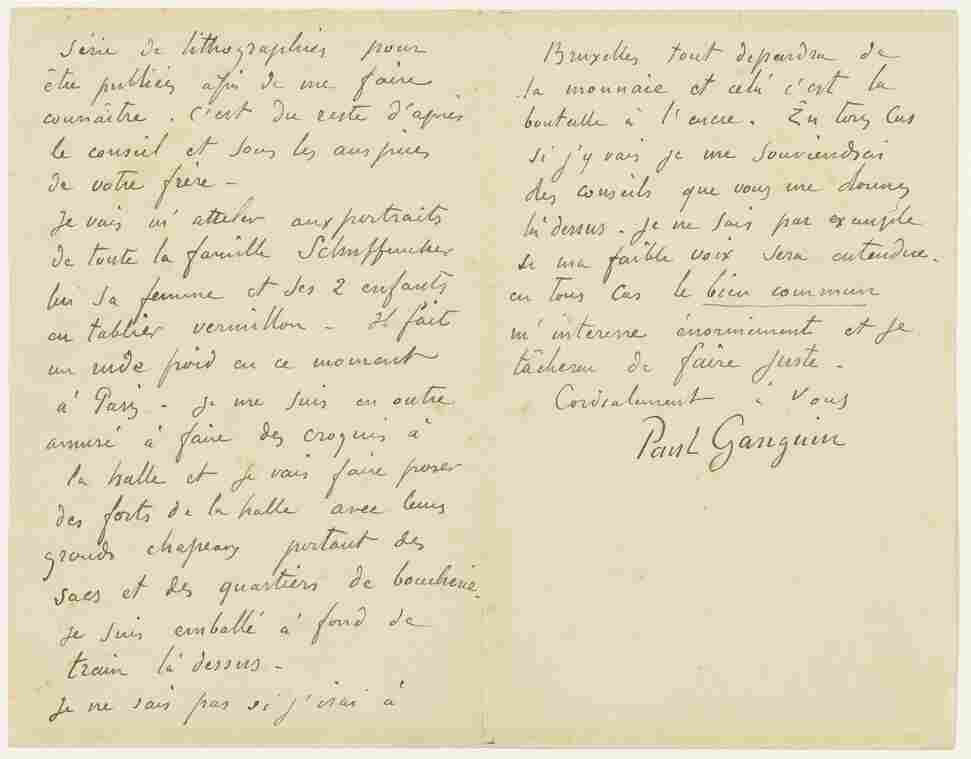 série de lithographies pour
être publiées afin de me faire
connaître. C'est du reste d'après
le conseil et sous les auspices
de votre frère -
Je vais m'atteler aux portraits
de toute la famille Schuffnecker
lui sa femme et ses 2 enfants
en tablier vermillon - Il fait
un rude froid en ce moment
à Paris - Je me suis en outre
amusé à faire des croquis à
la halle et je vais faire poser
des forts de la halle avec leurs
grands chapeaux portant des
sacs et des quartiers de boucherie.
Je suis emballé à fond de
train là dessus -
Je ne sais pas si j'irai à
Bruxelles tout dépendra de
la monnaie et celà c'est la
bouteille à l'encre. En tous cas
si j'y vais je me souviendrai
des conseils que vous me donnez
là dessus. Je ne sais par exemple
si ma faible voix sera entendue.
en tous cas le bien commun
m'intéresse énormément et je
tâcherai de faire juste.
Cordialement à vous
Paul Gauguin